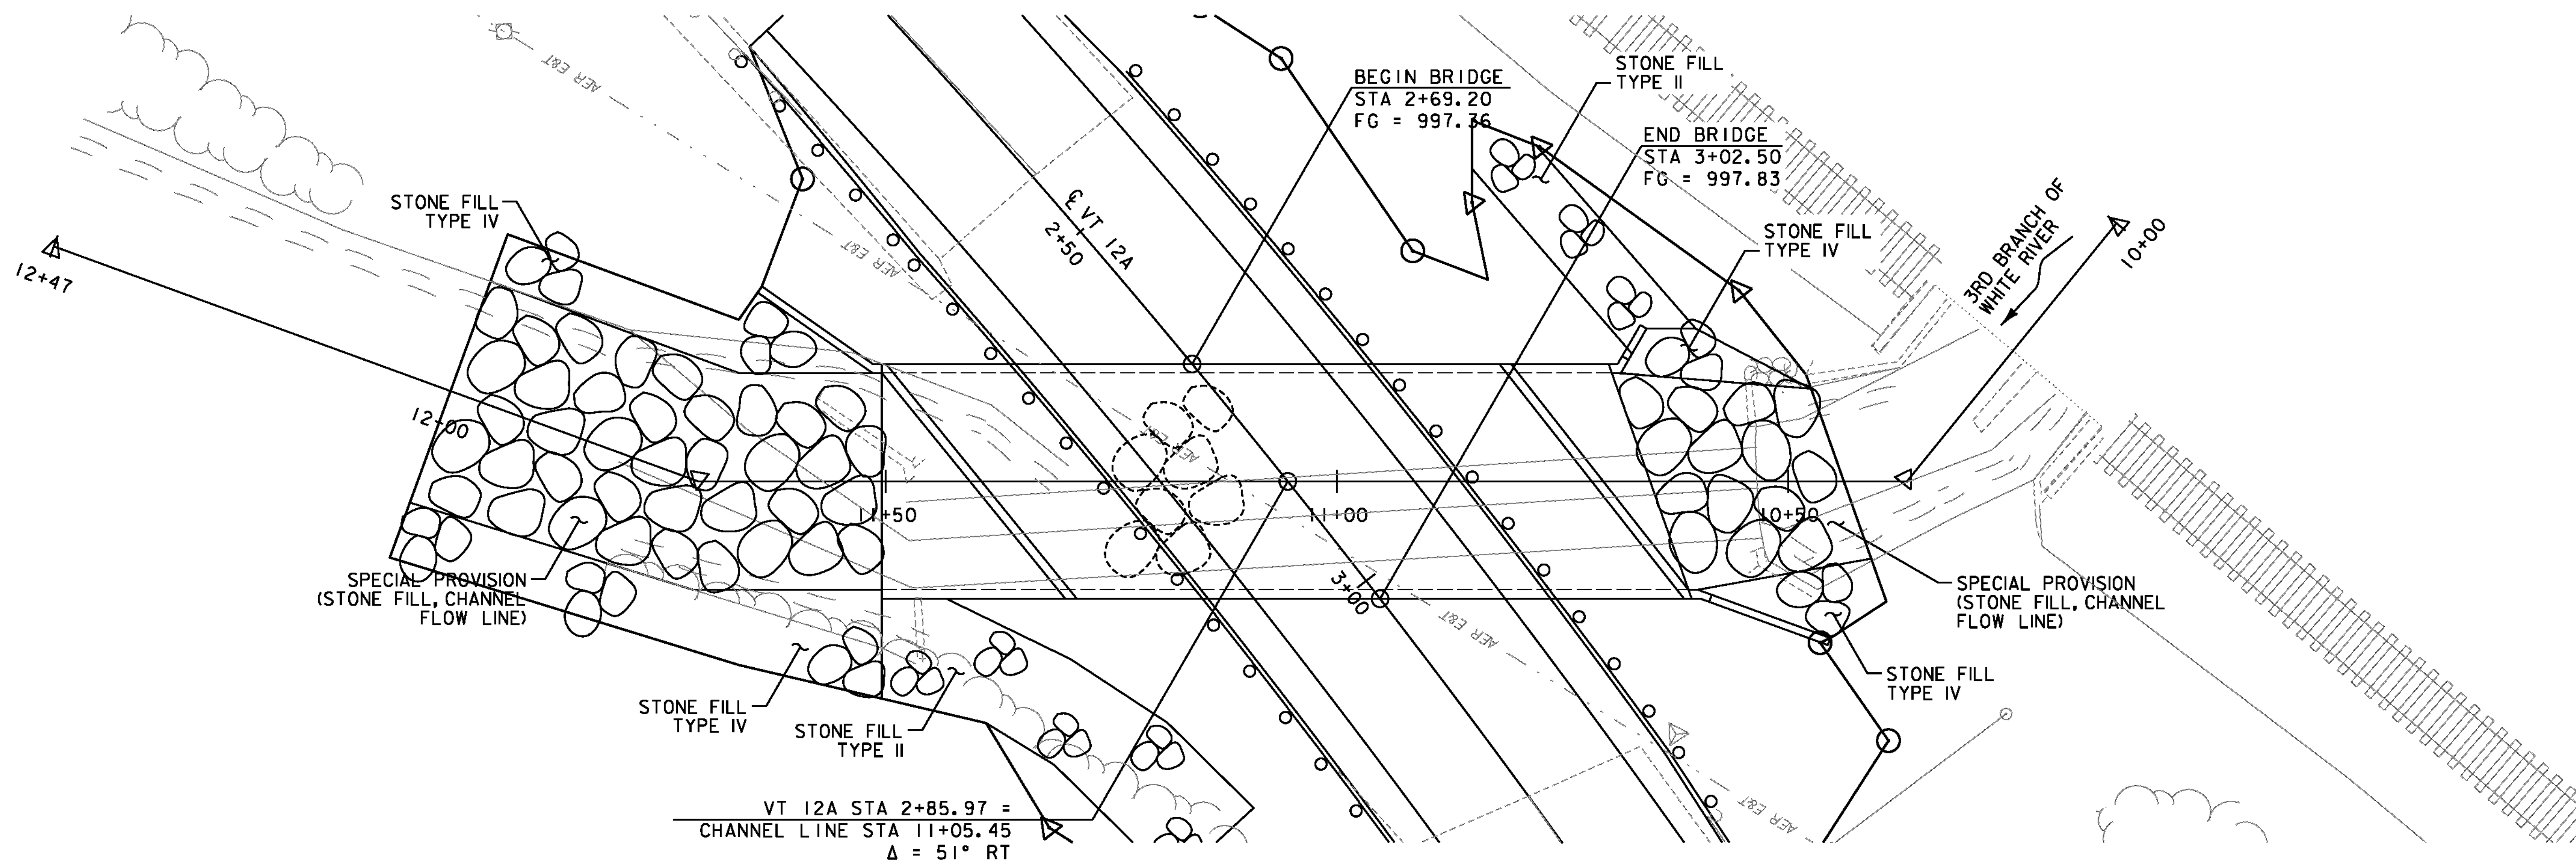 AER E&T
BEGIN BRIDGE
STA 2+69.20
FG = 997.36
STONE FILL
TYPE II
END BRIDGE
STA 3+02.50
FG = 997.83
STONE FILL
TYPE IV
℄ VT 12A
2+50
AER E&T
STONE FILL
TYPE IV
3RD BRANCH OF
WHITE RIVER
10+00
12+47
12+00
AER E&T
11+50
11+00
10+50
SPECIAL PROVISION
(STONE FILL, CHANNEL
FLOW LINE)
3+00
AER E&T
SPECIAL PROVISION
(STONE FILL, CHANNEL
FLOW LINE)
STONE FILL
TYPE IV
STONE FILL
TYPE IV
STONE FILL
TYPE II
AER E&T
VT 12A STA 2+85.97 =
CHANNEL LINE STA 11+05.45
Δ = 51° RT